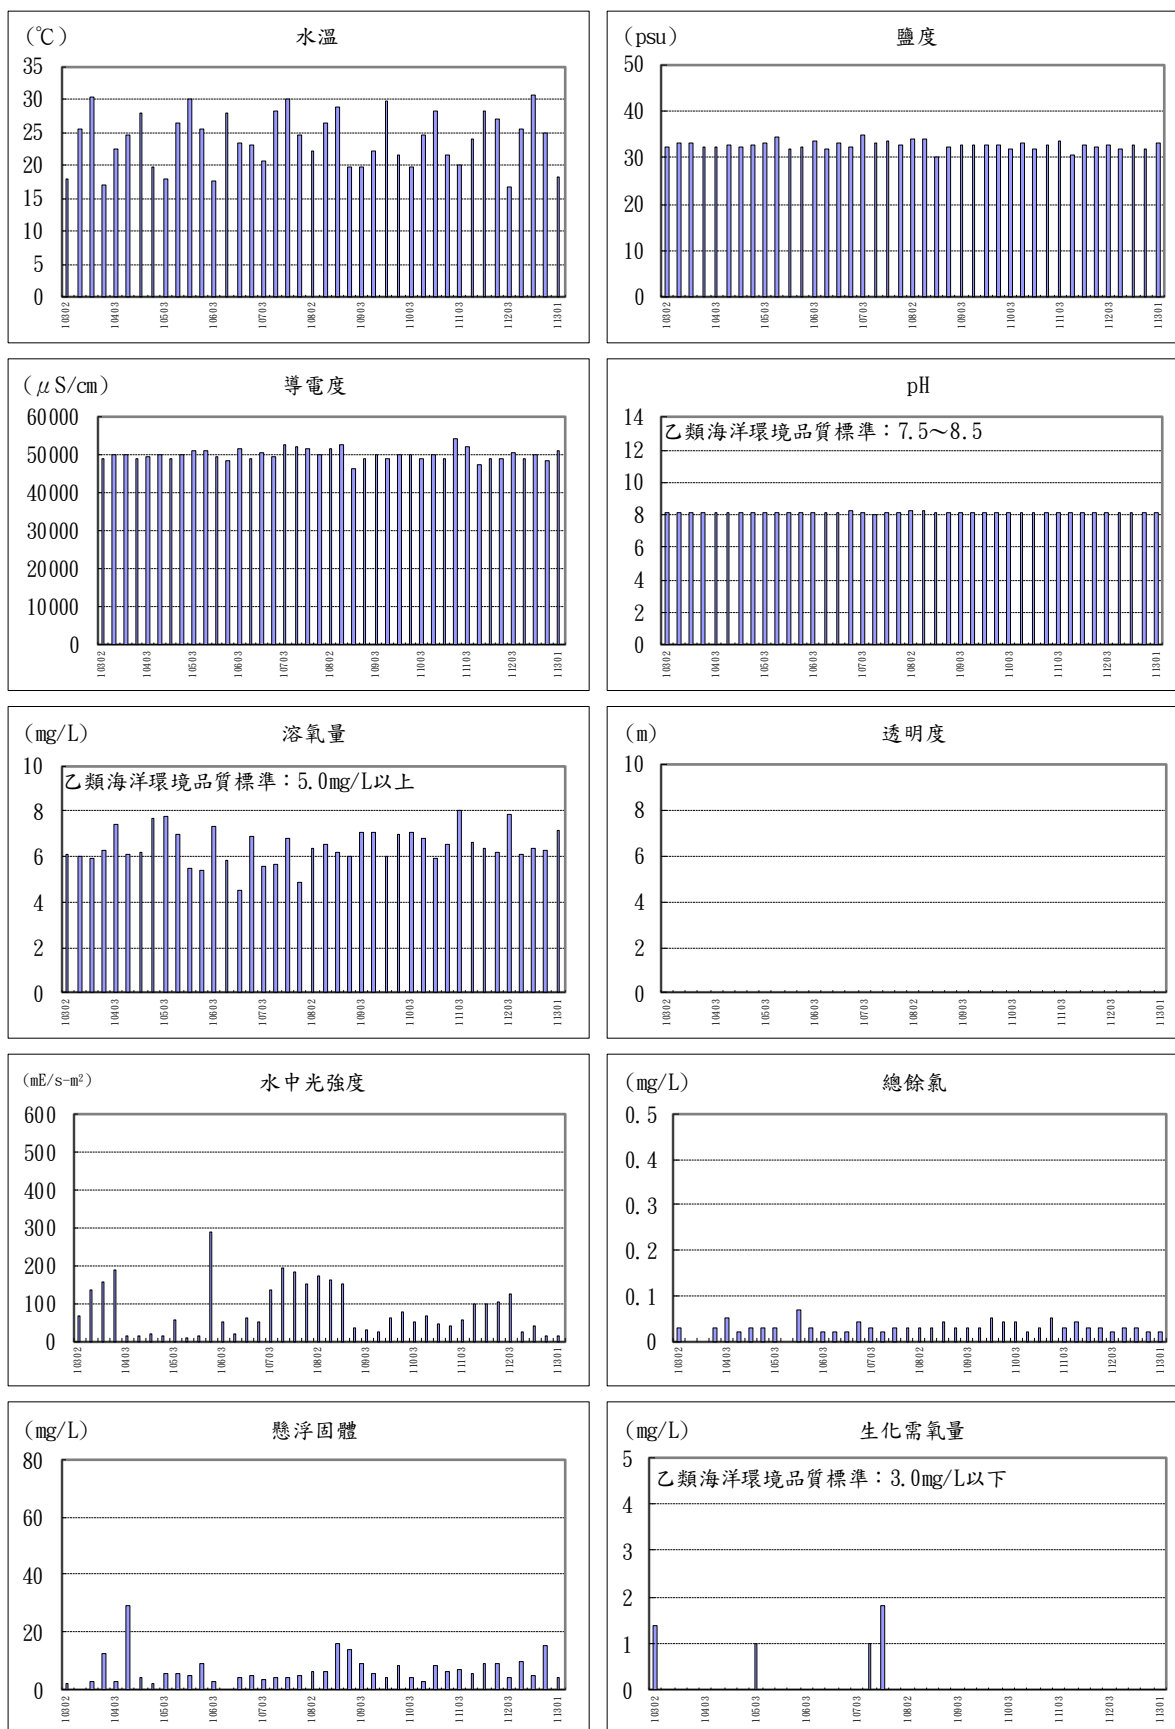 (℃) 水溫
35
30
25
20
15
10
5
0
10302 10403 10503 10603 10703 10802 10903 11003 11103 11203 11301
(psu) 鹽度
50
40
30
20
10
0
10302 10403 10503 10603 10703 10802 10903 11003 11103 11203 11301
(μS/cm) 導電度
60000
50000
40000
30000
20000
10000
0
10302 10403 10503 10603 10703 10802 10903 11003 11103 11203 11301
pH
乙類海洋環境品質標準：7.5～8.5
14
12
10
8
6
4
2
0
10302 10403 10503 10603 10703 10802 10903 11003 11103 11203 11301
(mg/L) 溶氧量
乙類海洋環境品質標準：5.0mg/L以上
10
8
6
4
2
0
10302 10403 10503 10603 10703 10802 10903 11003 11103 11203 11301
(m) 透明度
10
8
6
4
2
0
10302 10403 10503 10603 10703 10802 10903 11003 11103 11203 11301
(mE/s-m²) 水中光強度
600
500
400
300
200
100
0
10302 10403 10503 10603 10703 10802 10903 11003 11103 11203 11301
(mg/L) 總餘氯
0.5
0.4
0.3
0.2
0.1
0
10302 10403 10503 10603 10703 10802 10903 11003 11103 11203 11301
(mg/L) 懸浮固體
80
60
40
20
0
10302 10403 10503 10603 10703 10802 10903 11003 11103 11203 11301
(mg/L) 生化需氧量
乙類海洋環境品質標準：3.0mg/L以下
5
4
3
2
1
0
10302 10403 10503 10603 10703 10802 10903 11003 11103 11203 11301